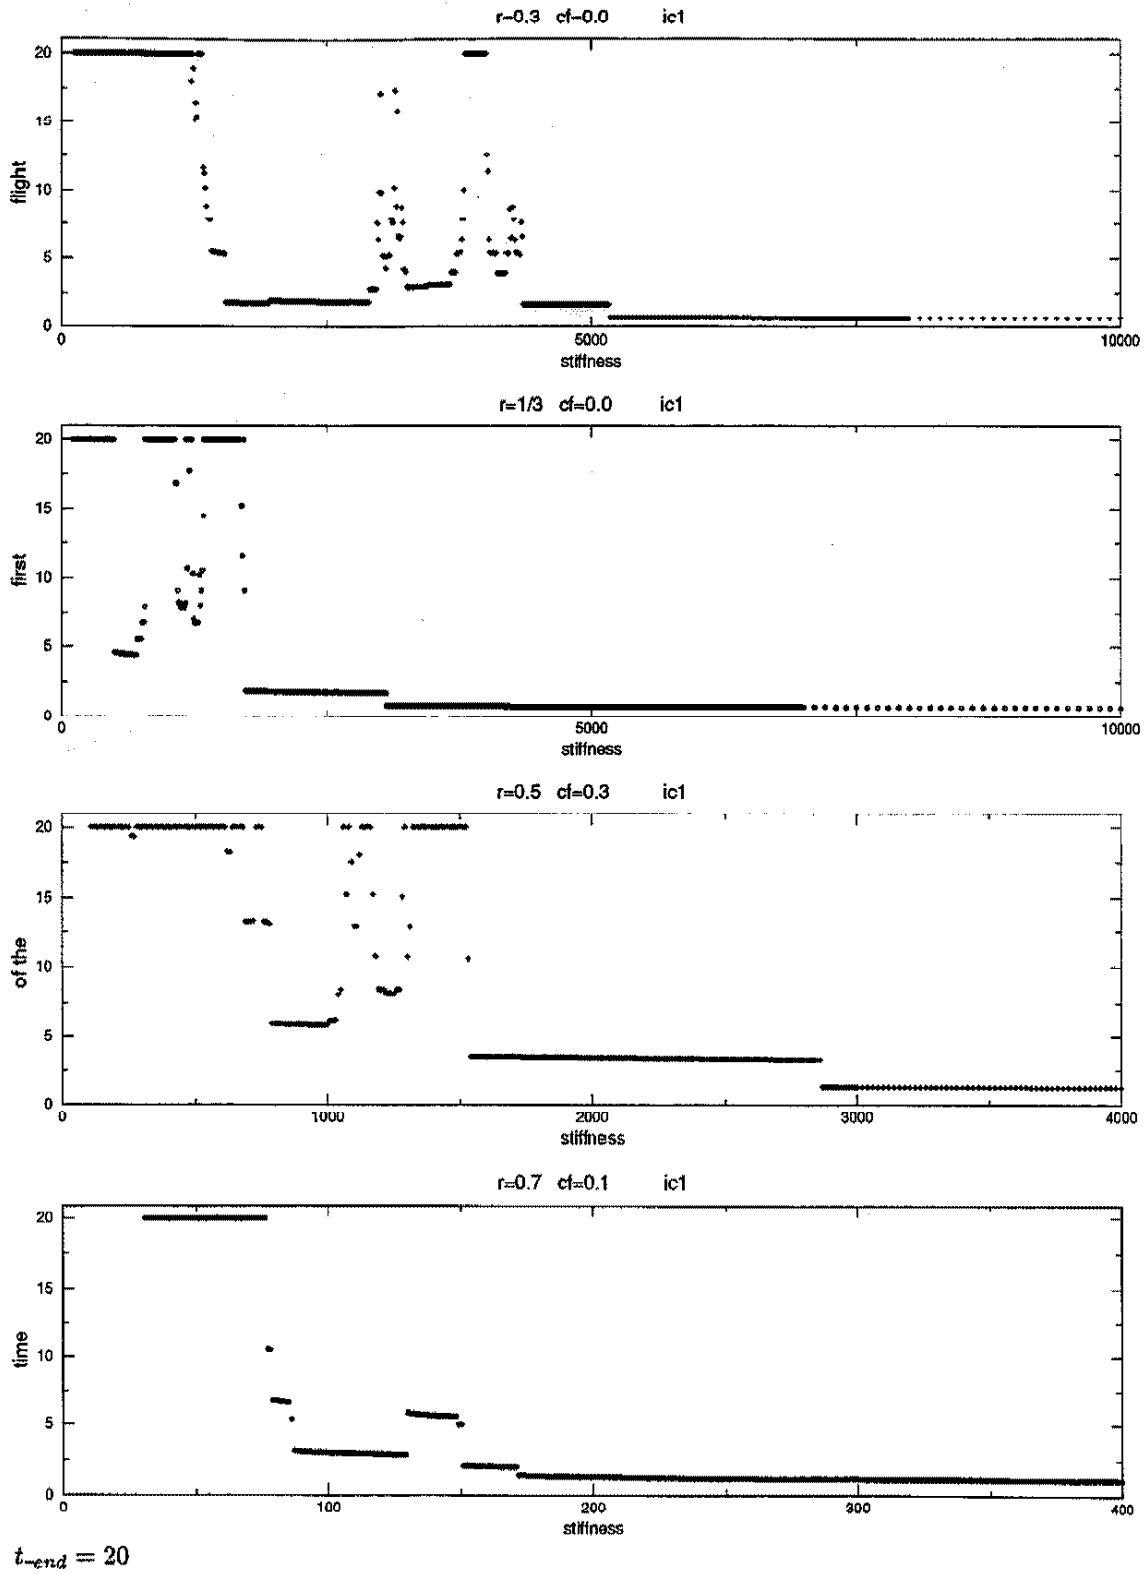 r=0.3 cf=0.0 ic1
flight
20
15
10
5
0
0 5000 10000
stiffness
r=1/3 cf=0.0 ic1
first
20
15
10
5
0
0 5000 10000
stiffness
r=0.5 cf=0.3 ic1
of the
20
15
10
5
0
0 1000 2000 3000 4000
stiffness
r=0.7 cf=0.1 ic1
time
20
15
10
5
0
0 100 200 300 400
stiffness
t_end = 20